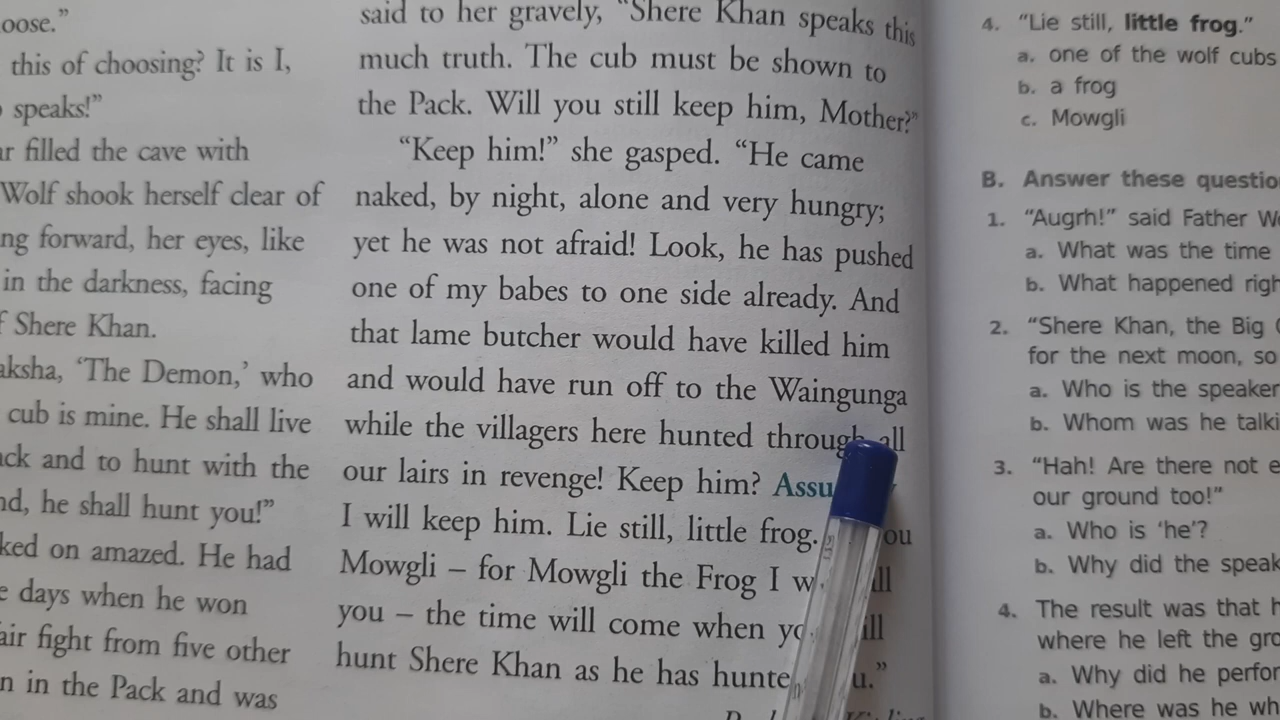 oose.”
this of choosing? It is I,
speaks!”
filled the cave with
Wolf shook herself clear of
ng forward, her eyes, like
in the darkness, facing
Shere Khan.
aksha, ‘The Demon,’ who
cub is mine. He shall live
ack and to hunt with the
nd, he shall hunt you!”
ked on amazed. He had
days when he won
air fight from five other
n in the Pack and was
said to her gravely, “Shere Khan speaks this
much truth. The cub must be shown to
the Pack. Will you still keep him, Mother?”
“Keep him!” she gasped. “He came
naked, by night, alone and very hungry;
yet he was not afraid! Look, he has pushed
one of my babes to one side already. And
that lame butcher would have killed him
and would have run off to the Waingunga
while the villagers here hunted through all
our lairs in revenge! Keep him? Assu
I will keep him. Lie still, little frog. ou
Mowgli – for Mowgli the Frog I w ll
you – the time will come when yo ill
hunt Shere Khan as he has hunte u.”
4. “Lie still, little frog.”
a. one of the wolf cubs
b. a frog
c. Mowgli
B. Answer these questio
1. “Augrh!” said Father W
a. What was the time
b. What happened righ
2. “Shere Khan, the Big
for the next moon, so
a. Who is the speaker
b. Whom was he talki
3. “Hah! Are there not e
our ground too!”
a. Who is ‘he’?
b. Why did the speak
4. The result was that h
where he left the gro
a. Why did he perfor
b. Where was he wh